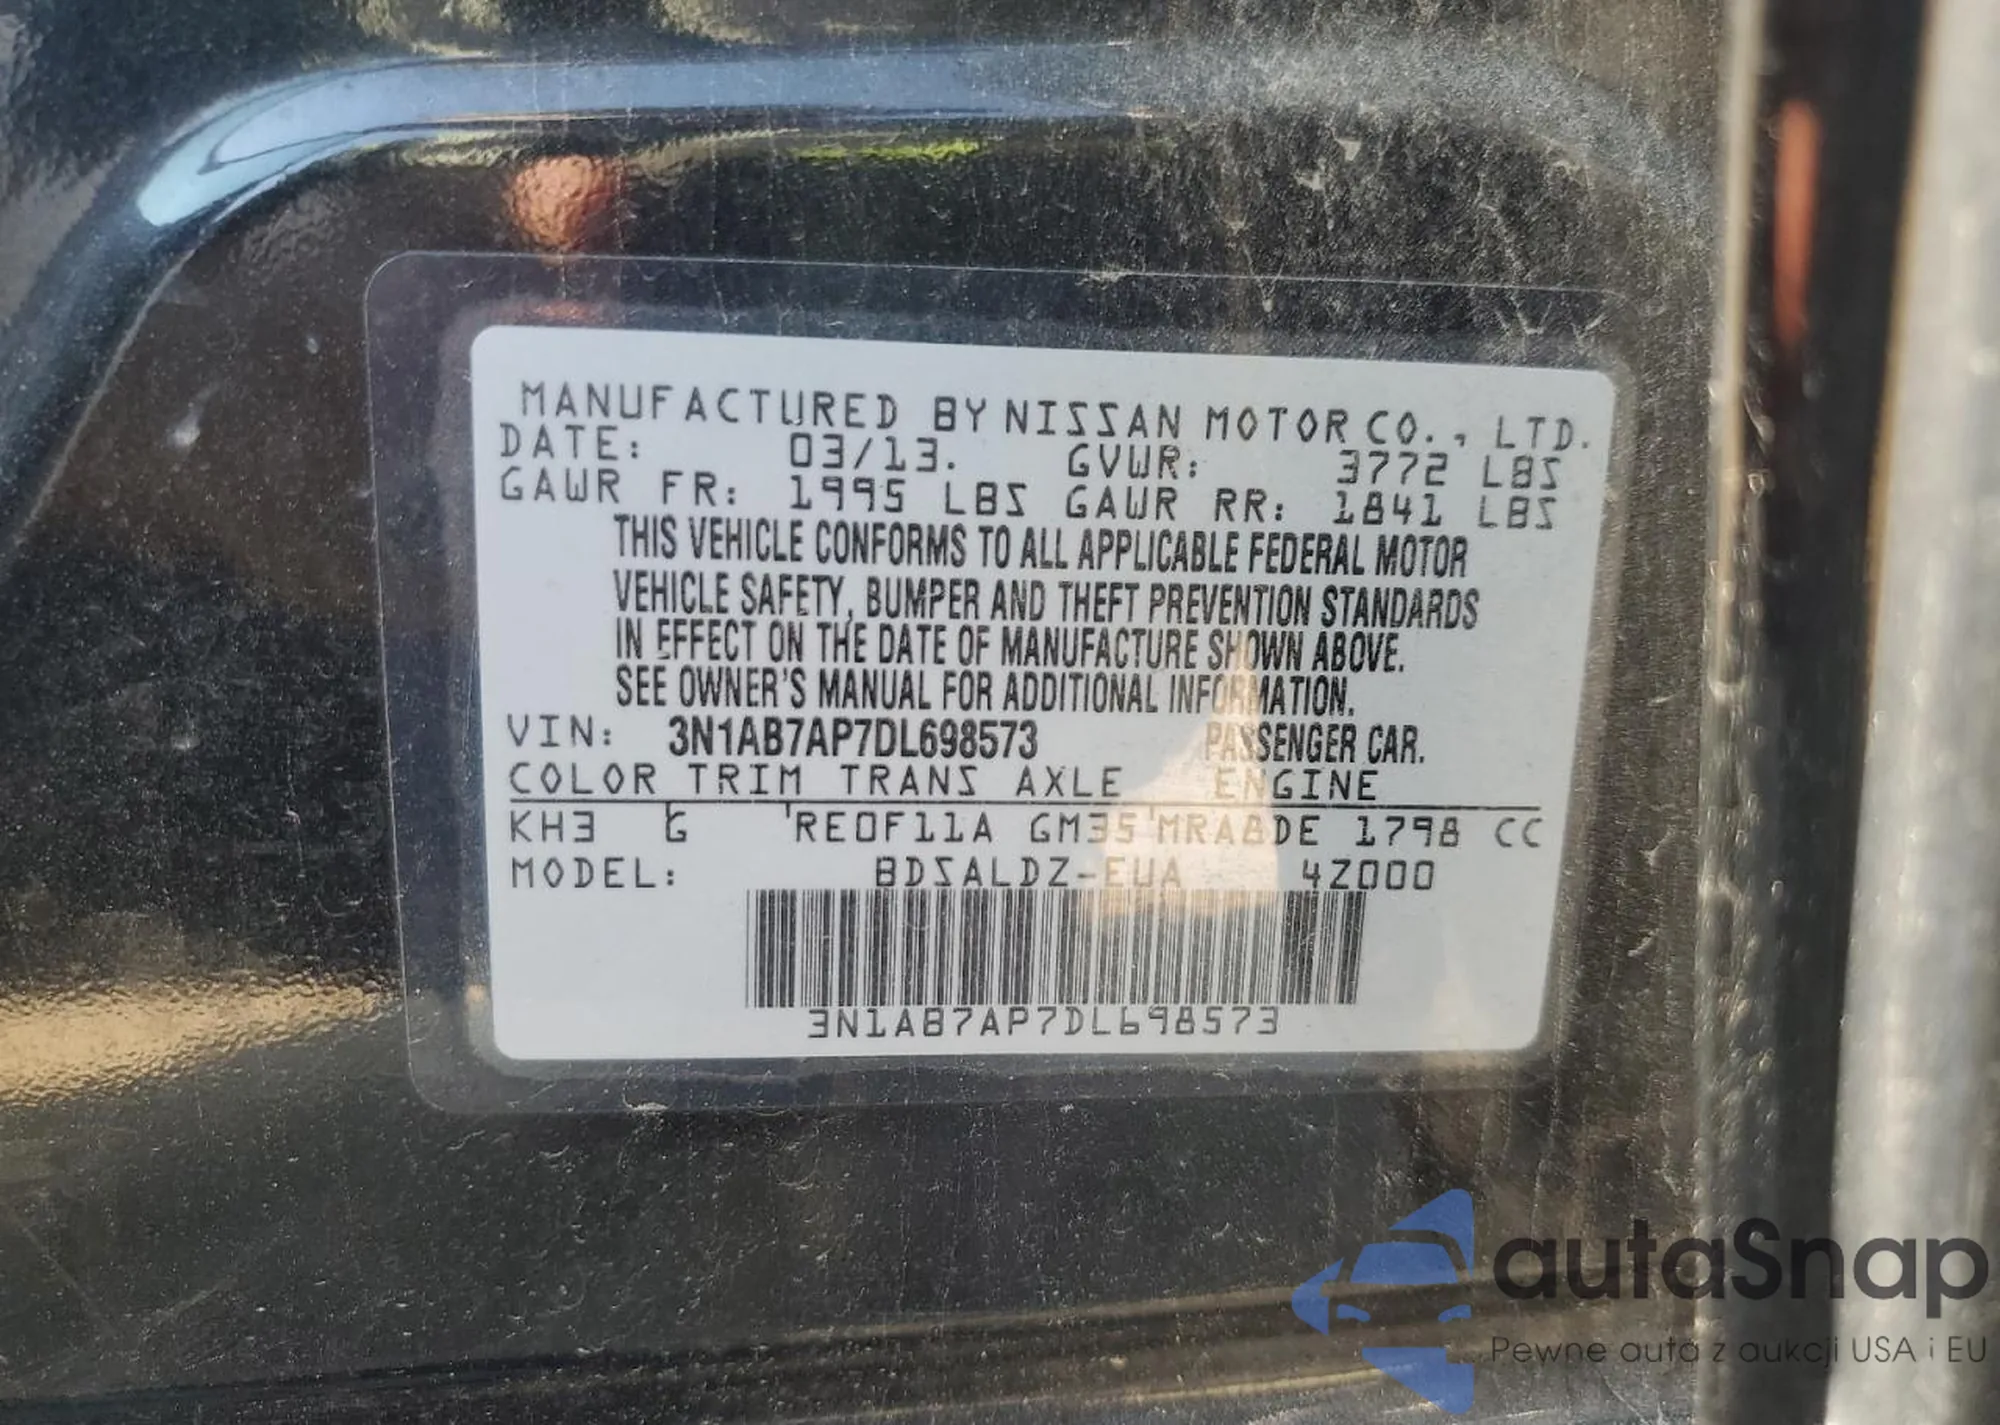 MANUFACTURED BY NISSAN MOTOR CO., LTD.
DATE: 03/13. GVWR: 3772 LBS
GAWR FR: 1995 LBS GAWR RR: 1841 LBS
THIS VEHICLE CONFORMS TO ALL APPLICABLE FEDERAL MOTOR
VEHICLE SAFETY, BUMPER AND THEFT PREVENTION STANDARDS
IN EFFECT ON THE DATE OF MANUFACTURE SHOWN ABOVE.
SEE OWNER'S MANUAL FOR ADDITIONAL INFORMATION.
VIN: 3N1AB7AP7DL698573 PASSENGER CAR.
COLOR TRIM TRANS AXLE ENGINE
KH3 G RE0F11A GM35 MRA8DE 1798 CC
MODEL: BDSALDZ-EUA 4Z000
3N1AB7AP7DL698573
autaSnap
Pewne auta z aukcji USA i EU